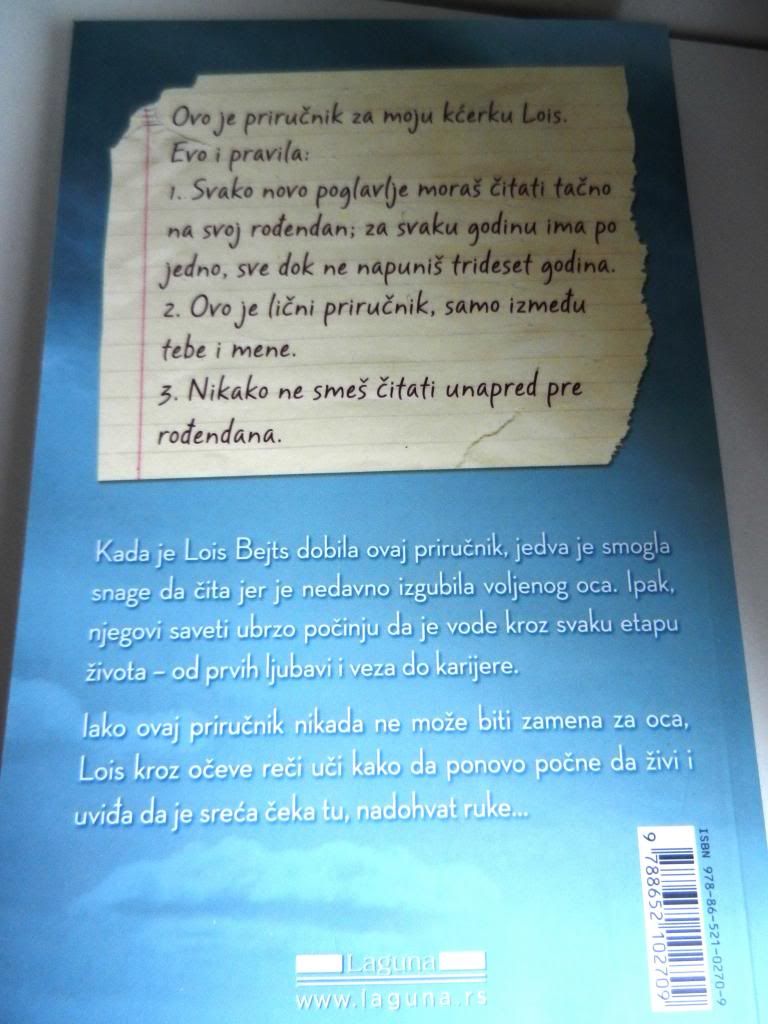 Ovo je priručnik za moju kćerku Lois.
Evo i pravila:
1. Svako novo poglavlje moraš čitati tačno
na svoj rođendan; za svaku godinu ima po
jedno, sve dok ne napuniš trideset godina.
2. Ovo je lični priručnik, samo između
tebe i mene.
3. Nikako ne smeš čitati unapred pre
rođendana.
Kada je Lois Bejts dobila ovaj priručnik, jedva je smogla
snage da čita jer je nedavno izgubila voljenog oca. Ipak,
njegovi saveti ubrzo počinju da je vode kroz svaku etapu
života – od prvih ljubavi i veza do karijere.
Iako ovaj priručnik nikada ne može biti zamena za oca,
Lois kroz očeve reči uči kako da ponovo počne da živi i
uviđa da je sreća čeka tu, nadohvat ruke...
ISBN 978-86-521-0270-9
9 788652 102709
Laguna
www.laguna.rs